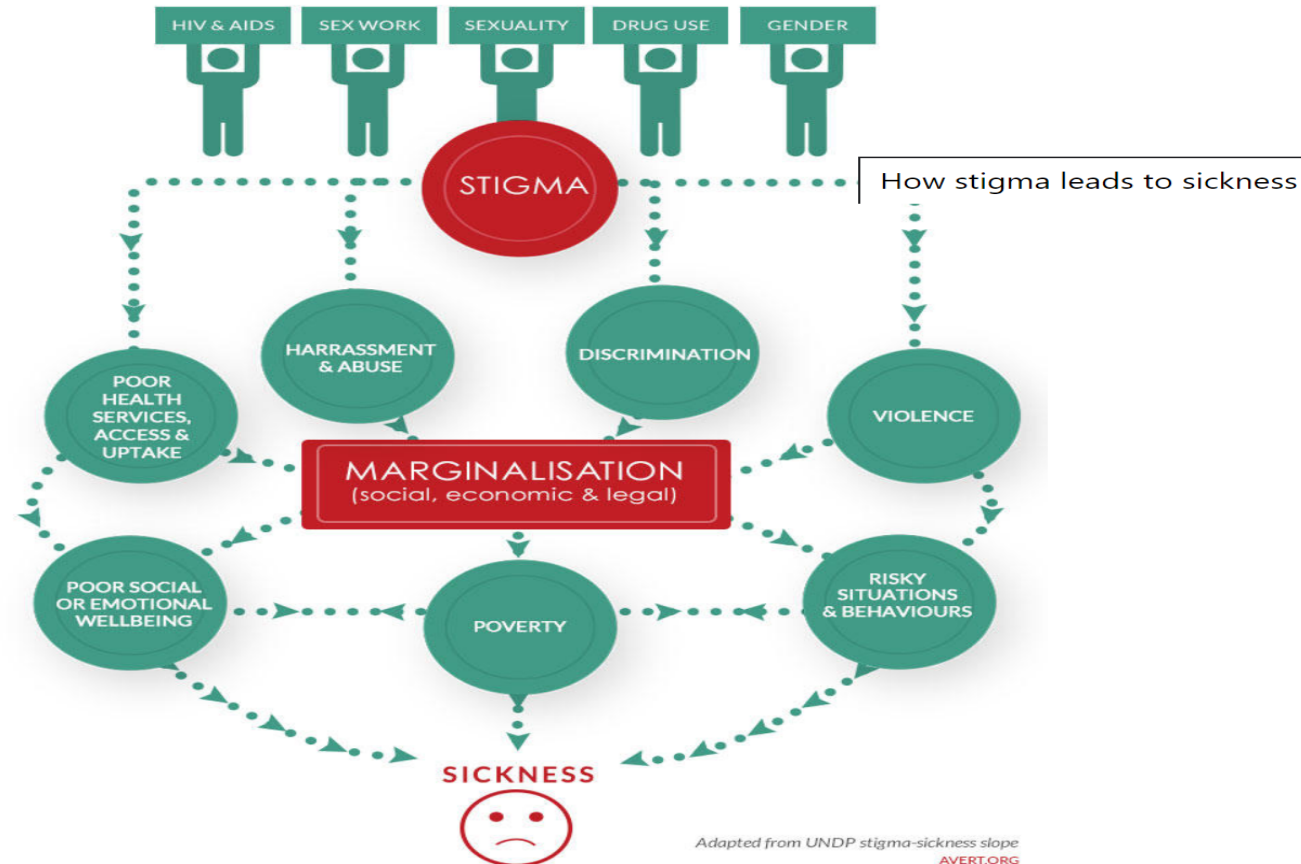 HIV & AIDS
SEX WORK
SEXUALITY
DRUG USE
GENDER
STIGMA
How stigma leads to sickness
HARRASSMENT
& ABUSE
DISCRIMINATION
POOR
HEALTH
SERVICES,
ACCESS &
UPTAKE
VIOLENCE
MARGINALISATION
(social, economic & legal)
POOR SOCIAL
OR EMOTIONAL
WELLBEING
POVERTY
RISKY
SITUATIONS
& BEHAVIOURS
SICKNESS
Adapted from UNDP stigma-sickness slope
AVERT.ORG